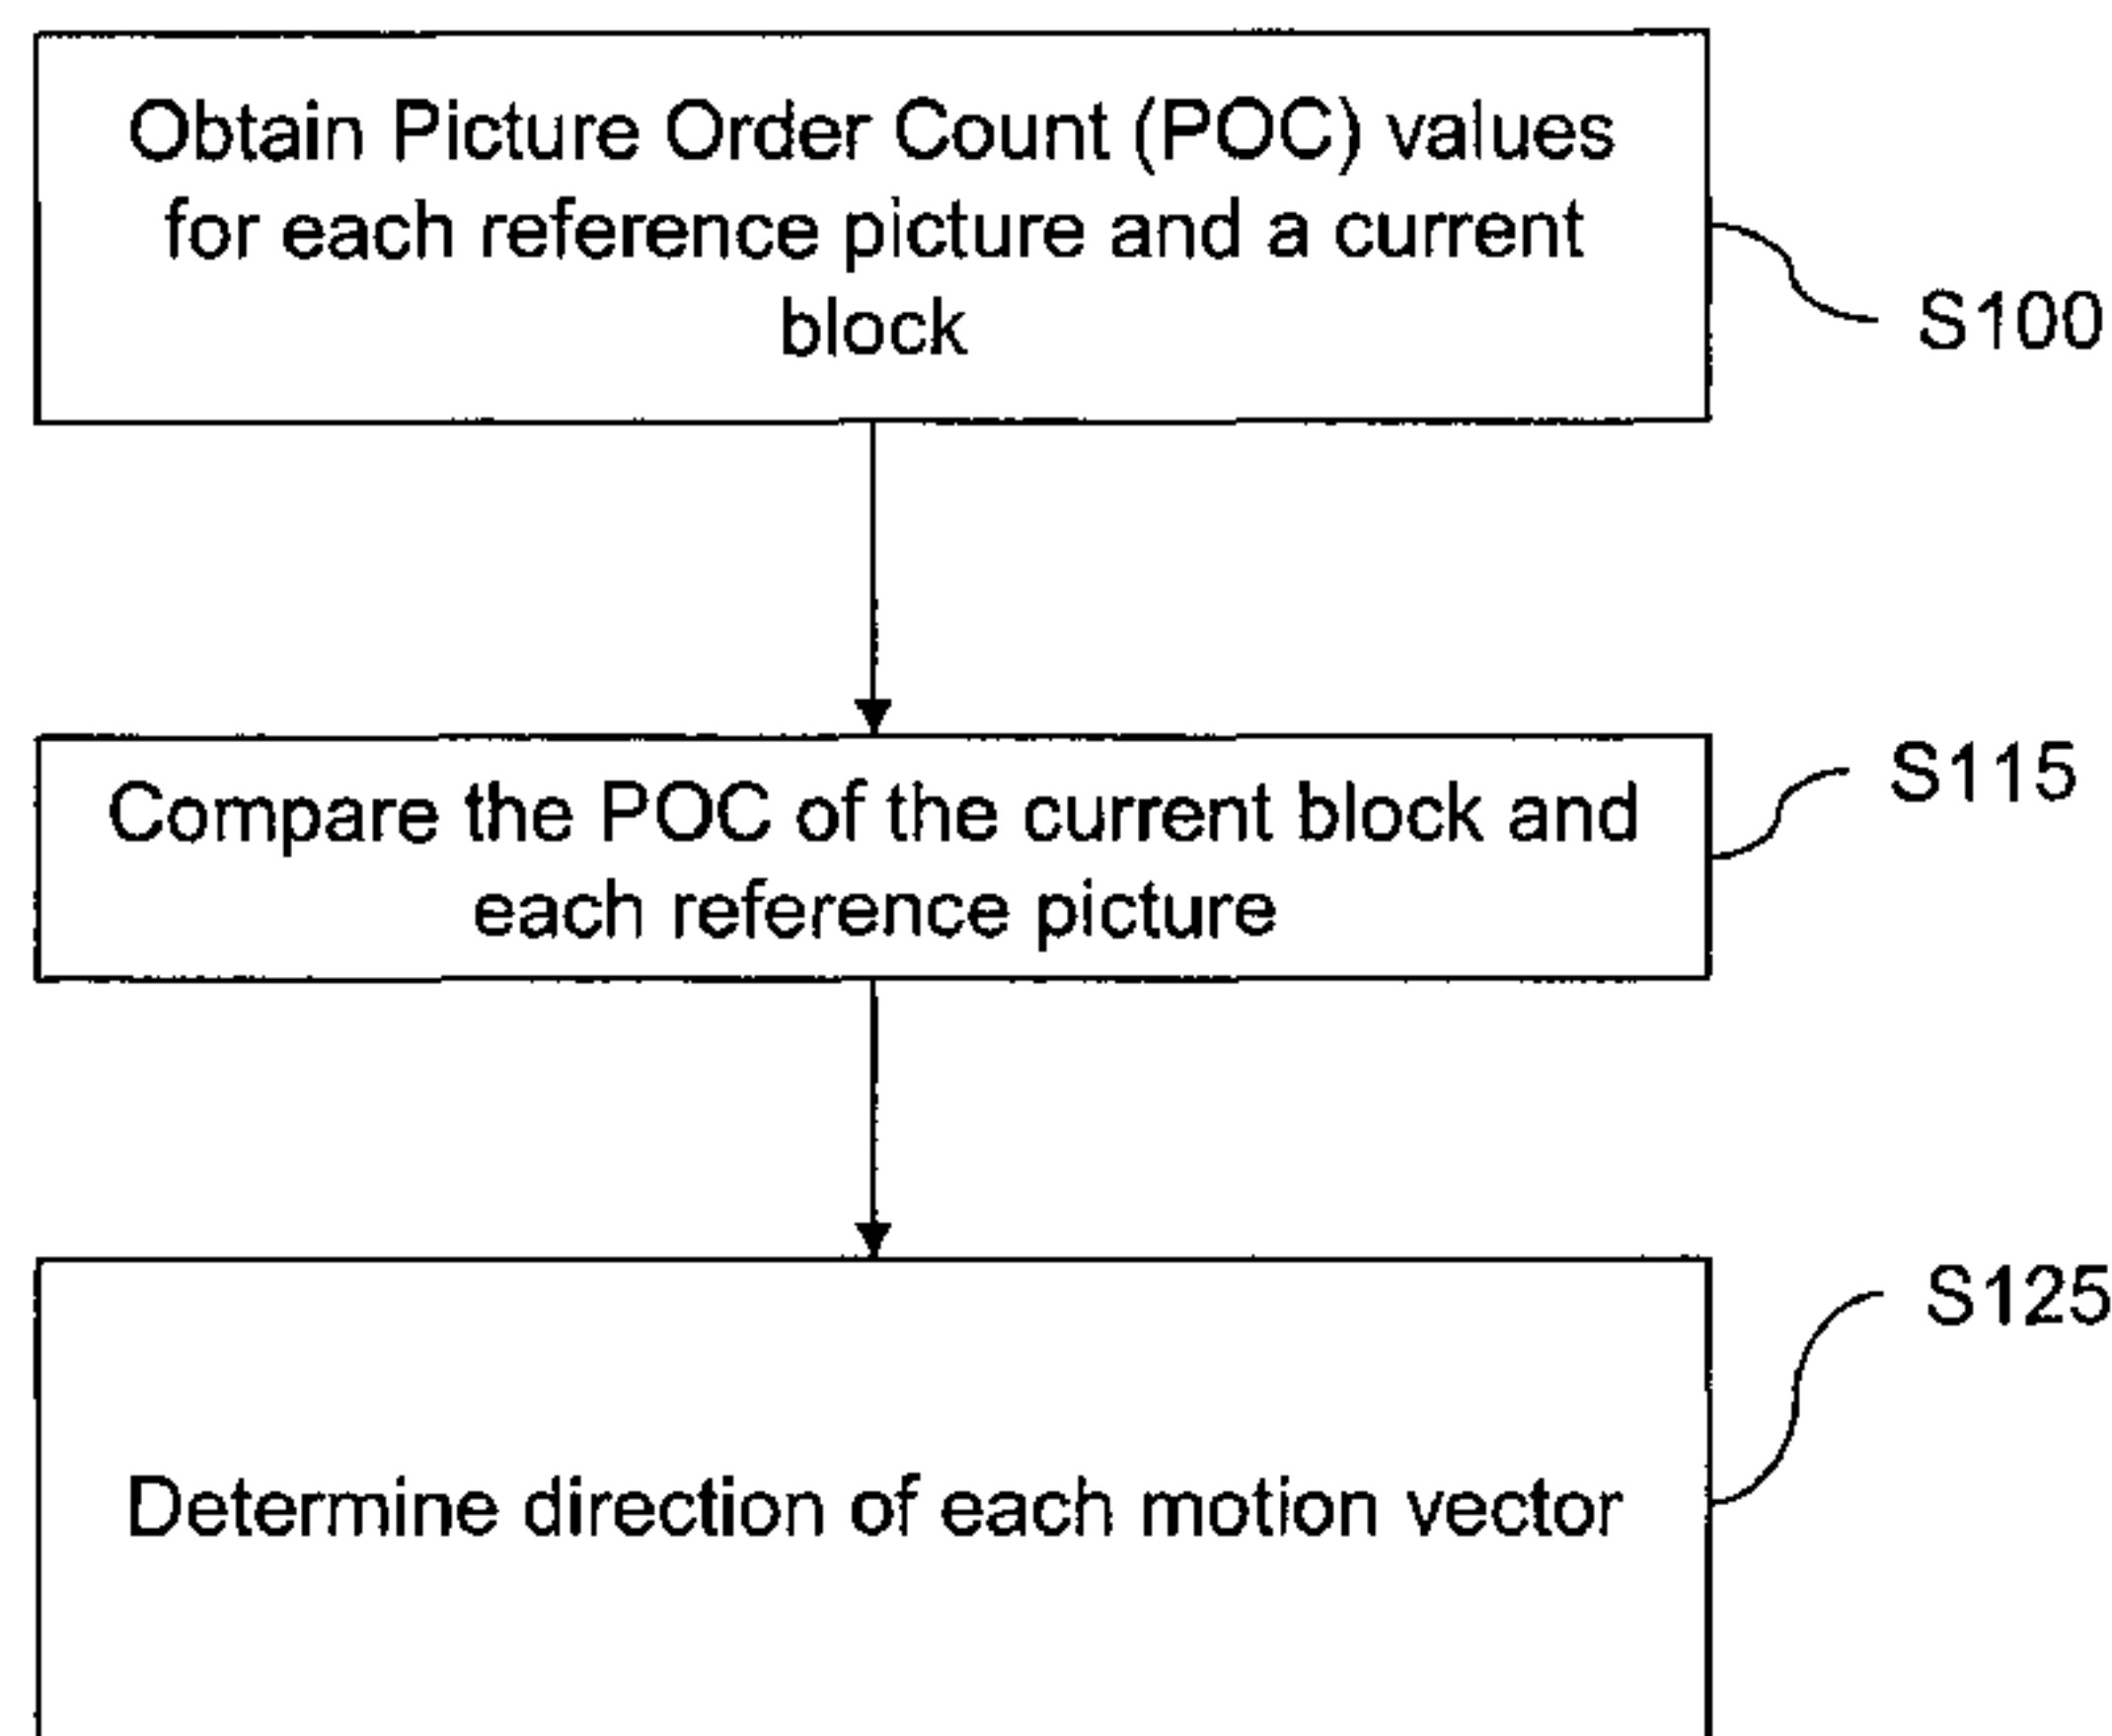 Obtain Picture Order Count (POC) values
for each reference picture and a current
block
S100
Compare the POC of the current block and
each reference picture
S115
Determine direction of each motion vector
S125